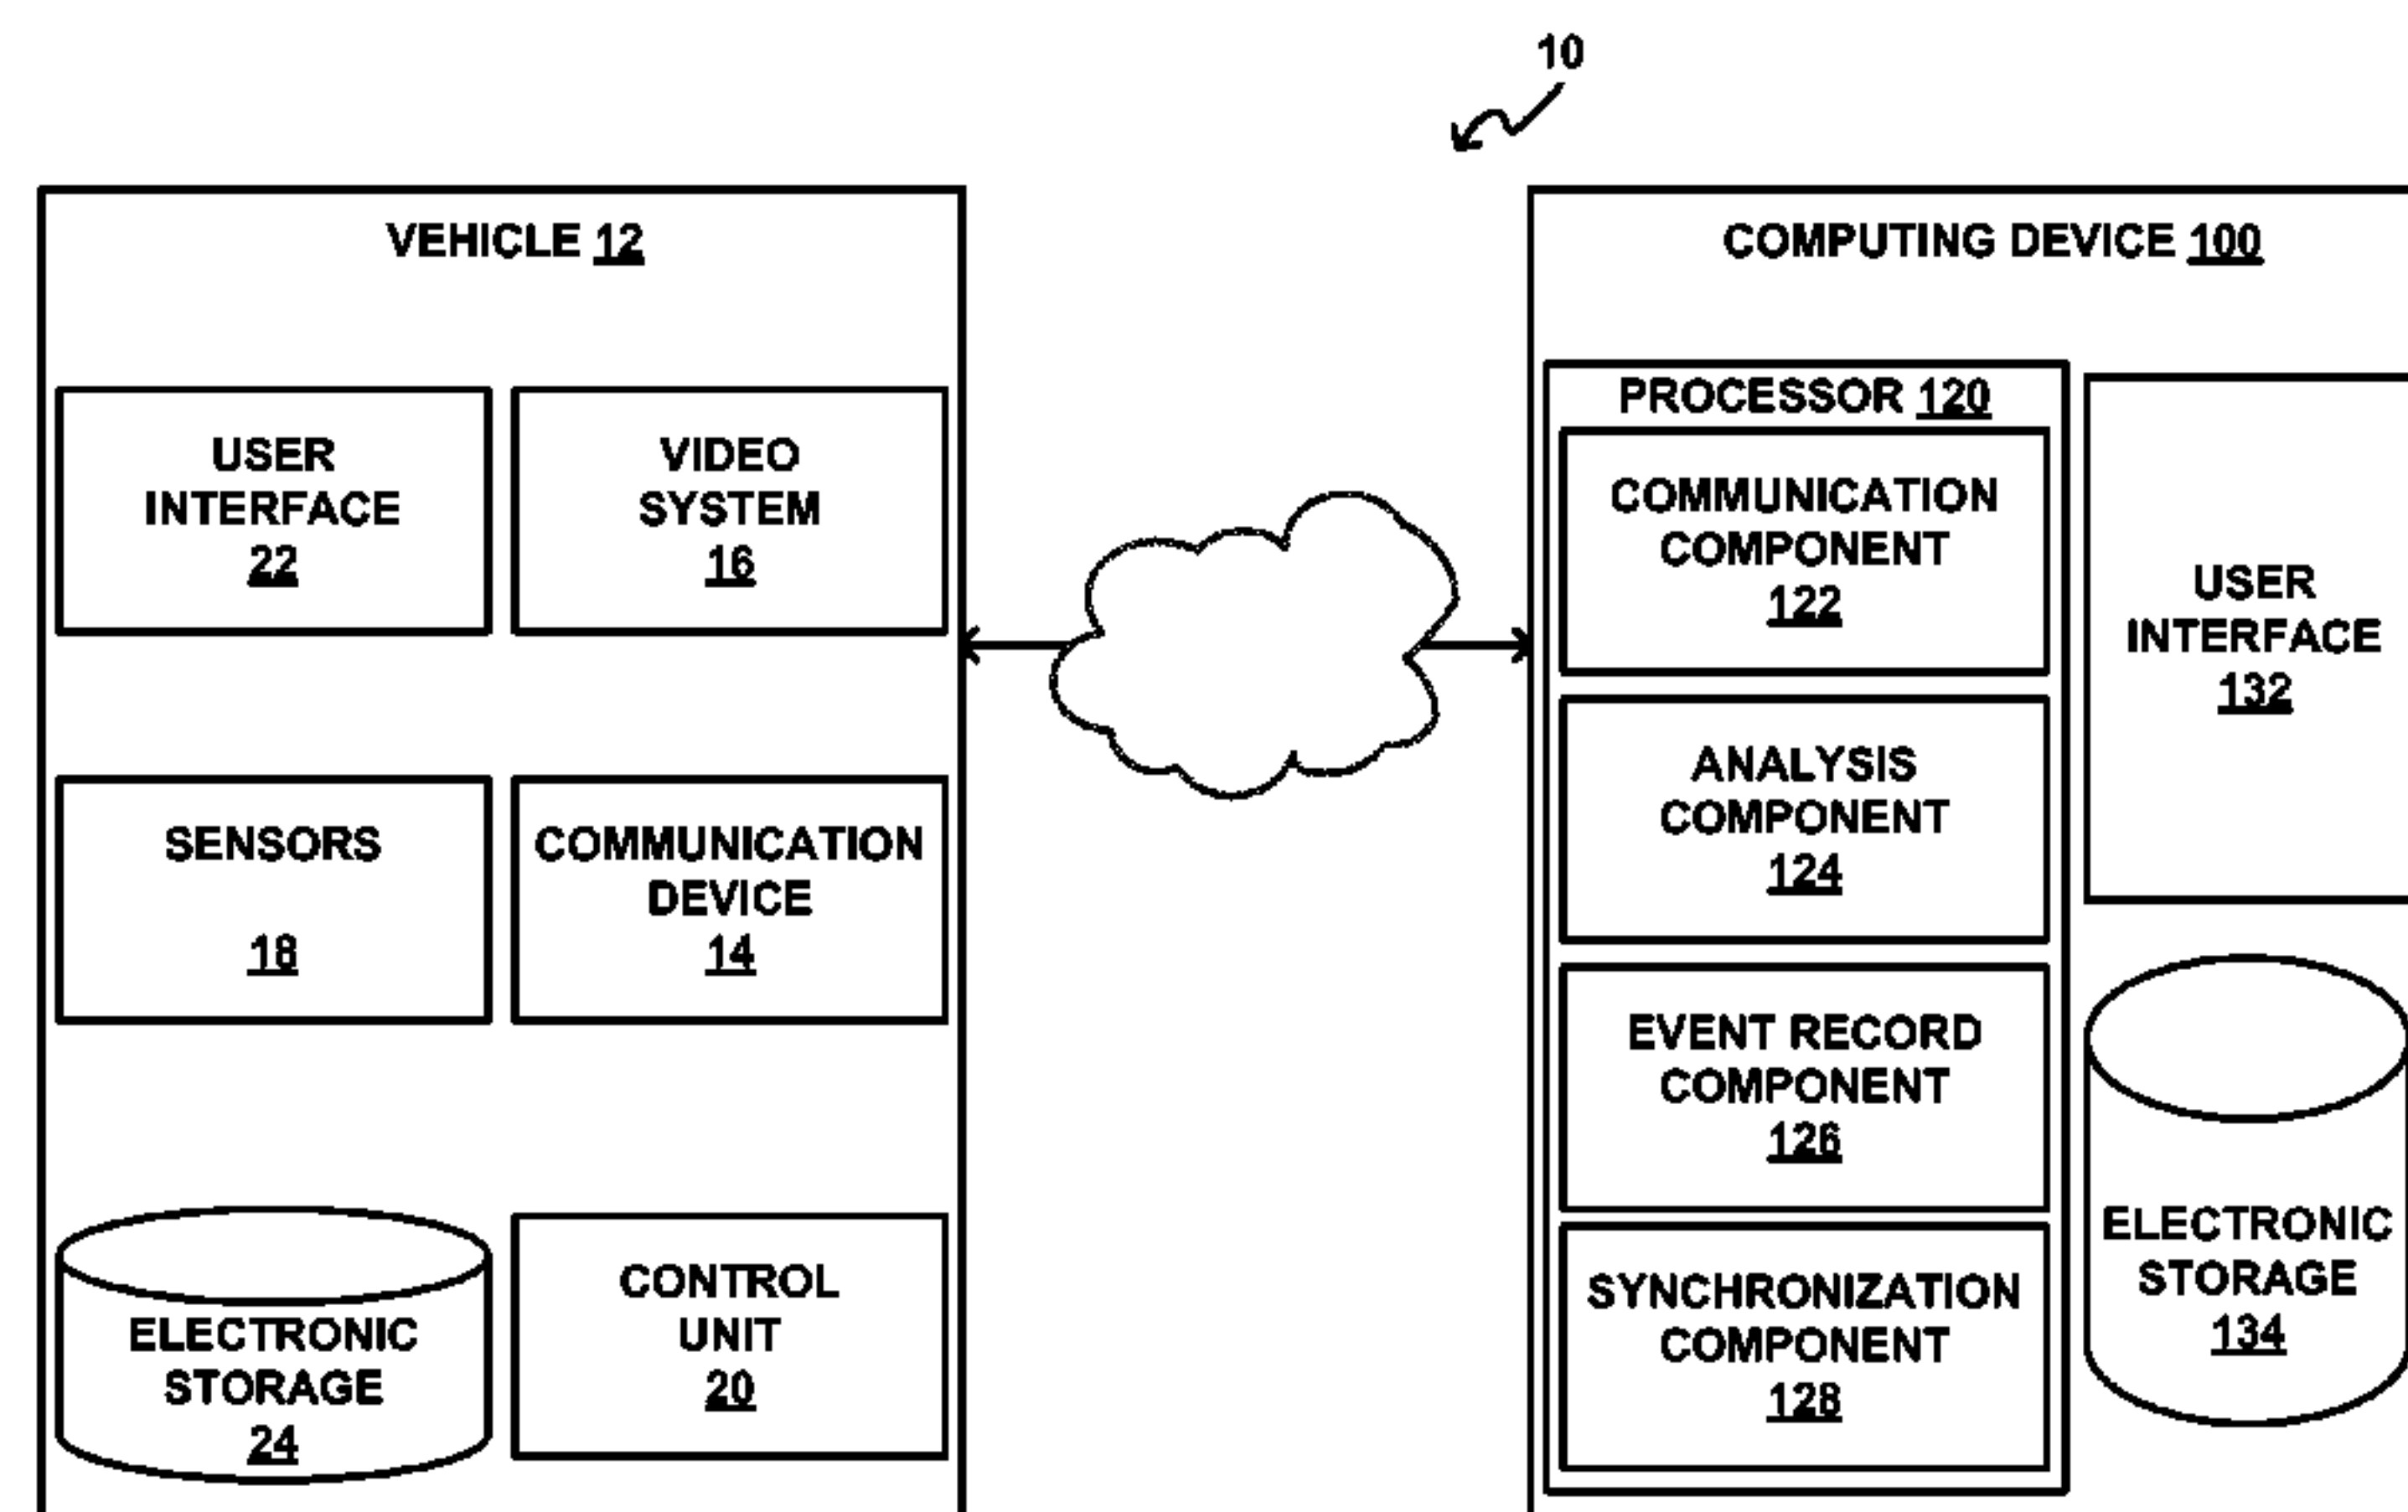 10
VEHICLE 12
USER
INTERFACE
22
VIDEO
SYSTEM
16
SENSORS
18
COMMUNICATION
DEVICE
14
ELECTRONIC
STORAGE
24
CONTROL
UNIT
20
COMPUTING DEVICE 100
PROCESSOR 120
COMMUNICATION
COMPONENT
122
ANALYSIS
COMPONENT
124
EVENT RECORD
COMPONENT
126
SYNCHRONIZATION
COMPONENT
128
USER
INTERFACE
132
ELECTRONIC
STORAGE
134